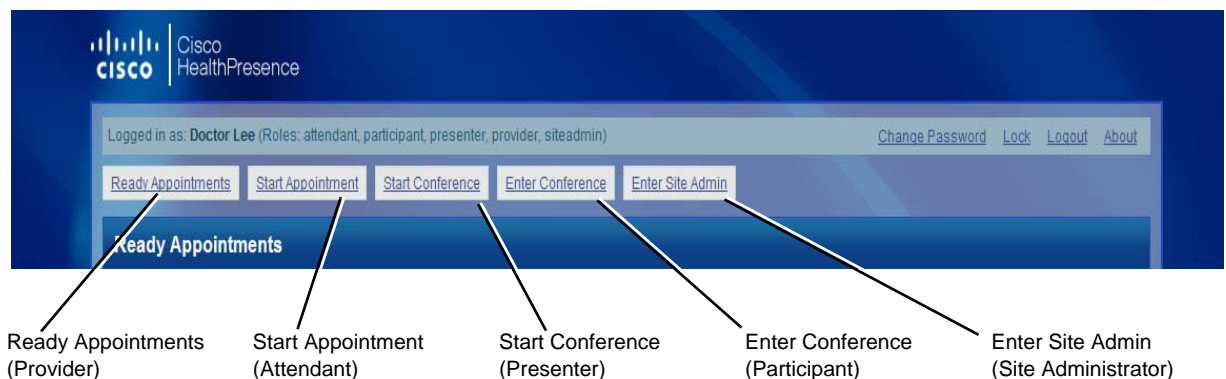 Cisco
CISCO HealthPresence
Logged in as: Doctor Lee (Roles: attendant, participant, presenter, provider, siteadmin) Change Password Lock Logout About
Ready Appointments Start Appointment Start Conference Enter Conference Enter Site Admin
Ready Appointments
Ready Appointments Start Appointment Start Conference Enter Conference Enter Site Admin
(Provider) (Attendant) (Presenter) (Participant) (Site Administrator)